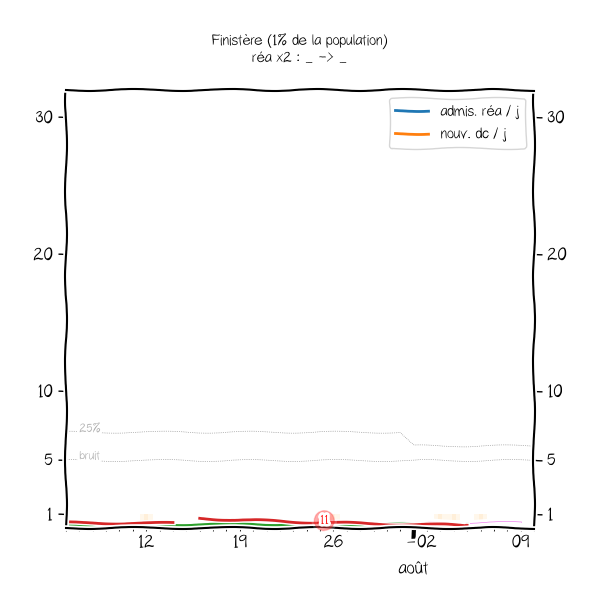 Finistère (1% de la population)
réa x2 : _ -> _
admis. réa / j
nouv. dc / j
30
30
20
20
10
10
25%
bruit
5
5
11
1
1
12
19
26
02
09
août